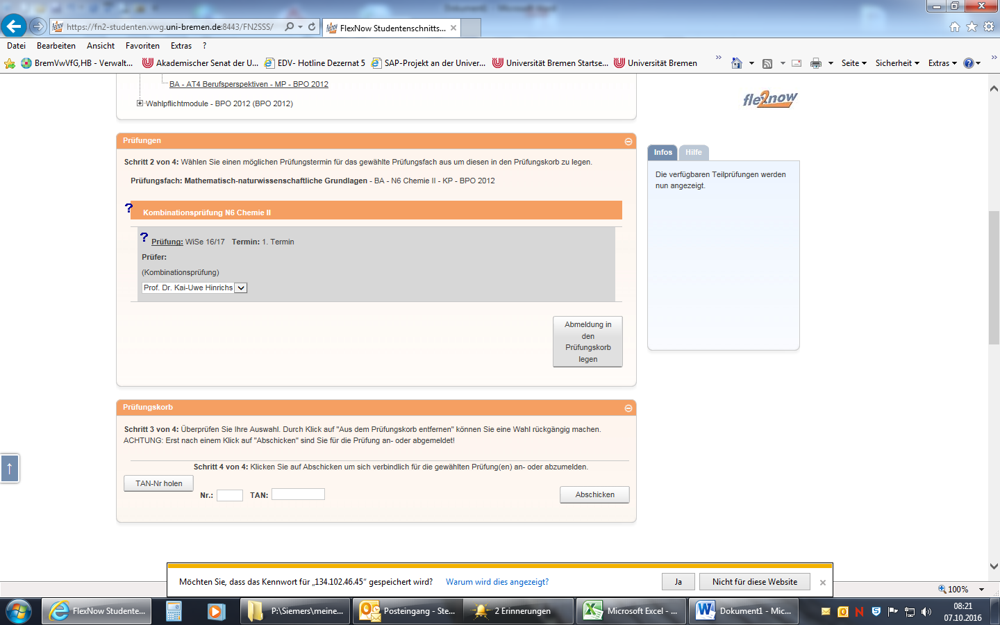 Dokument1 - Microsoft Word
https://fn2-studenten.vwg.uni-bremen.de:8443/FN2SSS/
FlexNow Studentenschnitts...
Datei Bearbeiten Ansicht Favoriten Extras ?
BremVwVfG,HB - Verwalt... Akademischer Senat der U... EDV- Hotline Dezernat 5 SAP-Projekt an der Univer... Universität Bremen Startse... Universität Bremen Seite Sicherheit Extras
BA - AT4 Berufsperspektiven - MP - BPO 2012
Wahlpflichtmodule - BPO 2012 (BPO 2012)
fle2now
Prüfungen
Schritt 2 von 4: Wählen Sie einen möglichen Prüfungstermin für das gewählte Prüfungsfach aus um diesen in den Prüfungskorb zu legen.
Prüfungsfach: Mathematisch-naturwissenschaftliche Grundlagen - BA - N6 Chemie II - KP - BPO 2012
Infos Hilfe
Die verfügbaren Teilprüfungen werden
nun angezeigt.
? Kombinationsprüfung N6 Chemie II
? Prüfung: WiSe 16/17 Termin: 1. Termin
Prüfer:
(Kombinationsprüfung)
Prof. Dr. Kai-Uwe Hinrichs
Abmeldung in
den
Prüfungskorb
legen
Prüfungskorb
Schritt 3 von 4: Überprüfen Sie Ihre Auswahl. Durch Klick auf "Aus dem Prüfungskorb entfernen" können Sie eine Wahl rückgängig machen.
ACHTUNG: Erst nach einem Klick auf "Abschicken" sind Sie für die Prüfung an- oder abgemeldet!
Schritt 4 von 4: Klicken Sie auf Abschicken um sich verbindlich für die gewählten Prüfung(en) an- oder abzumelden.
TAN-Nr holen
Nr.: TAN:
Abschicken
Möchten Sie, dass das Kennwort für „134.102.46.45“ gespeichert wird? Warum wird dies angezeigt? Ja Nicht für diese Website
100%
FlexNow Studente... P:\Siemers\meine... Posteingang - Ste... 2 Erinnerungen Microsoft Excel - ... Dokument1 - Mic...
08:21
07.10.2016